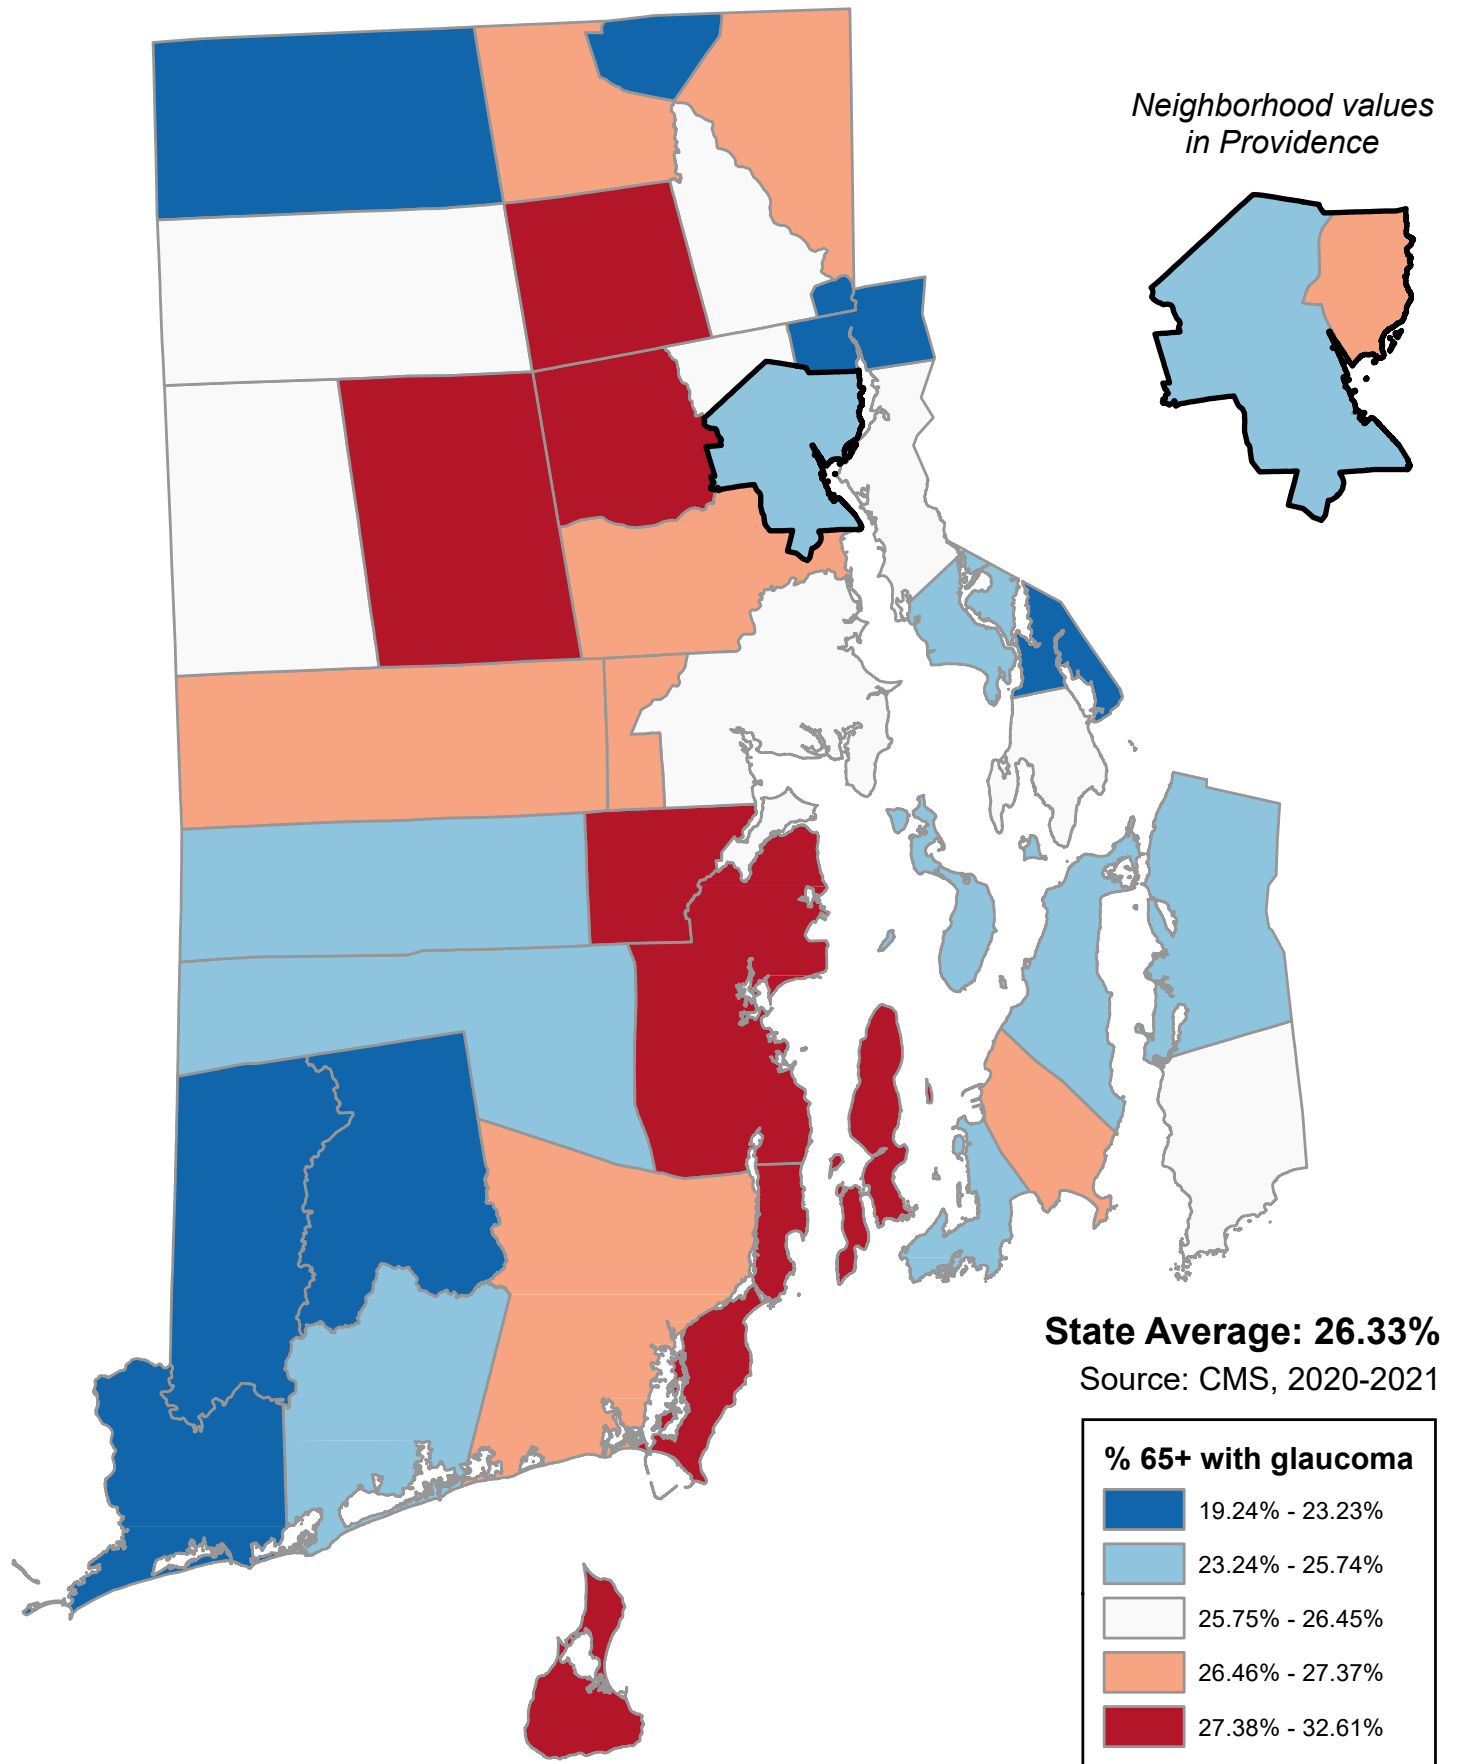 Neighborhood values
in Providence
State Average: 26.33%
Source: CMS, 2020-2021
% 65+ with glaucoma
19.24% - 23.23%
23.24% - 25.74%
25.75% - 26.45%
26.46% - 27.37%
27.38% - 32.61%